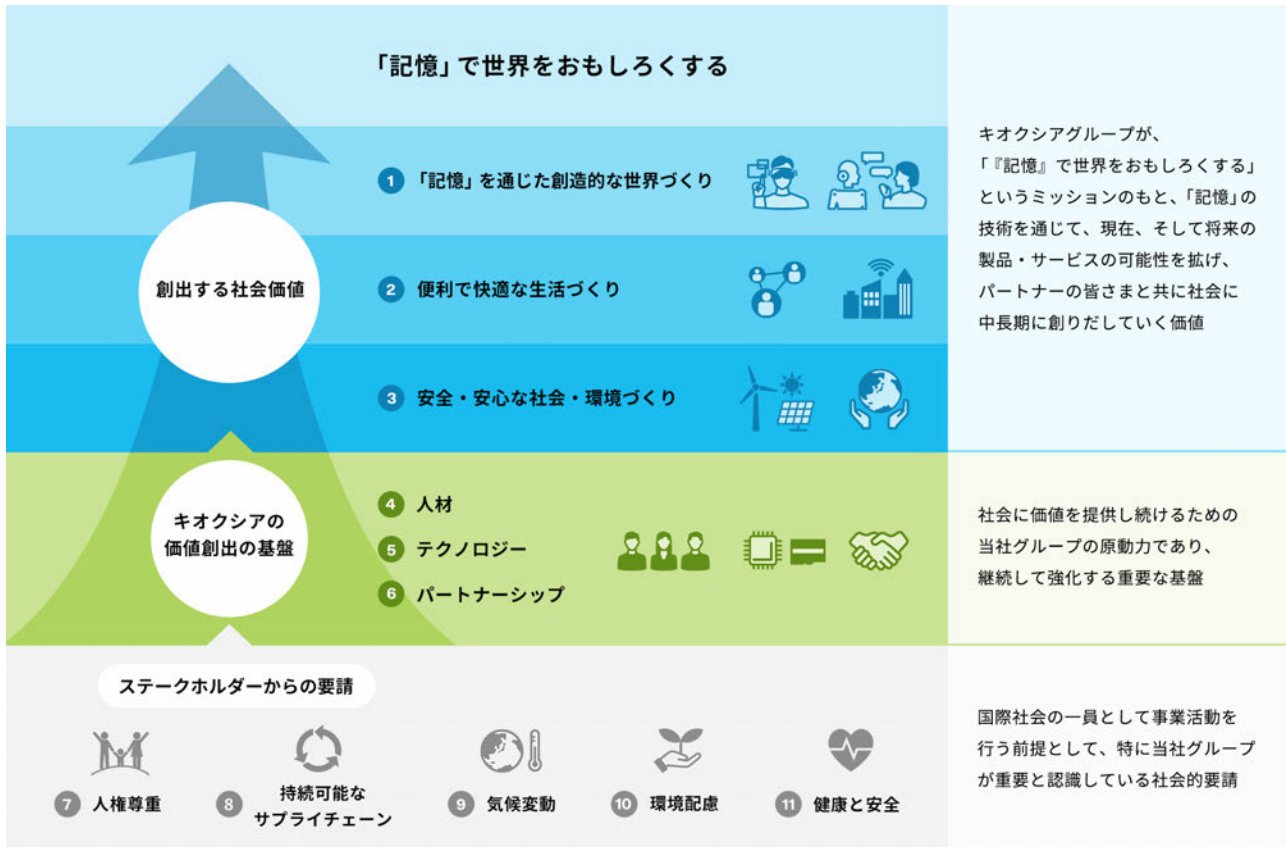 「記憶」で世界をおもしろくする
創出する社会価値
1 「記憶」を通じた創造的な世界づくり
2 便利で快適な生活づくり
3 安全・安心な社会・環境づくり
キオクシアグループが、
「『記憶』で世界をおもしろくする」
というミッションのもと、「記憶」の
技術を通じて、現在、そして将来の
製品・サービスの可能性を拡げ、
パートナーの皆さまと共に社会に
中長期に創りだしていく価値
キオクシアの
価値創出の基盤
4 人材
5 テクノロジー
6 パートナーシップ
社会に価値を提供し続けるための
当社グループの原動力であり、
継続して強化する重要な基盤
ステークホルダーからの要請
7 人権尊重
8 持続可能な
サプライチェーン
9 気候変動
10 環境配慮
11 健康と安全
国際社会の一員として事業活動を
行う前提として、特に当社グループ
が重要と認識している社会的要請